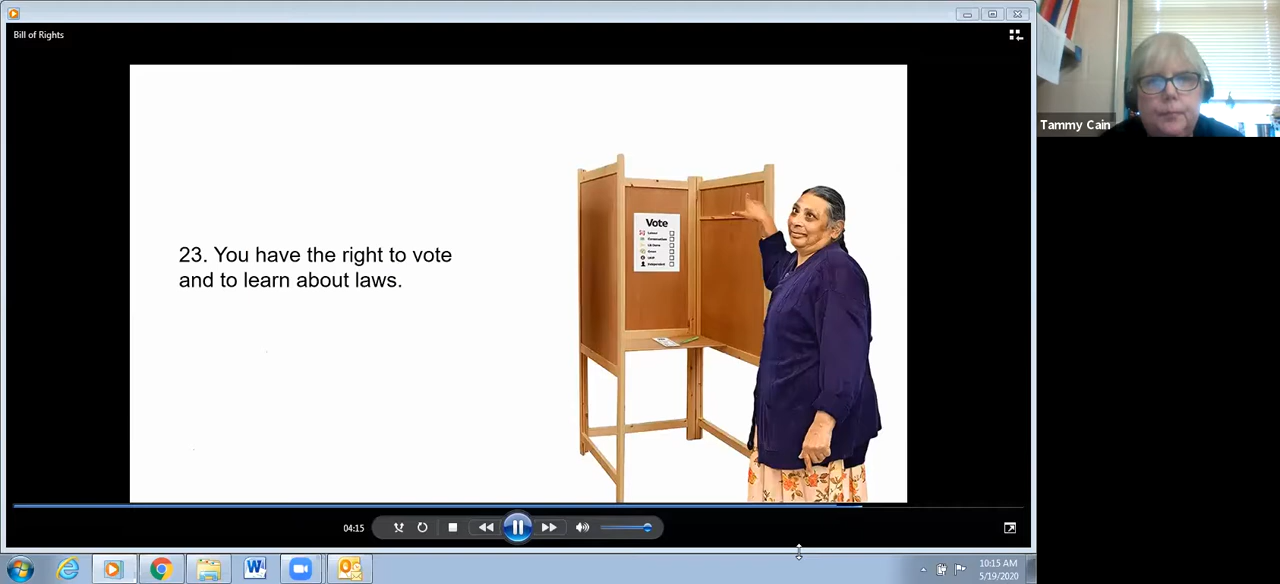 Bill of Rights
Tammy Cain
Vote
23. You have the right to vote
and to learn about laws.
04:15
10:15 AM
5/19/2020